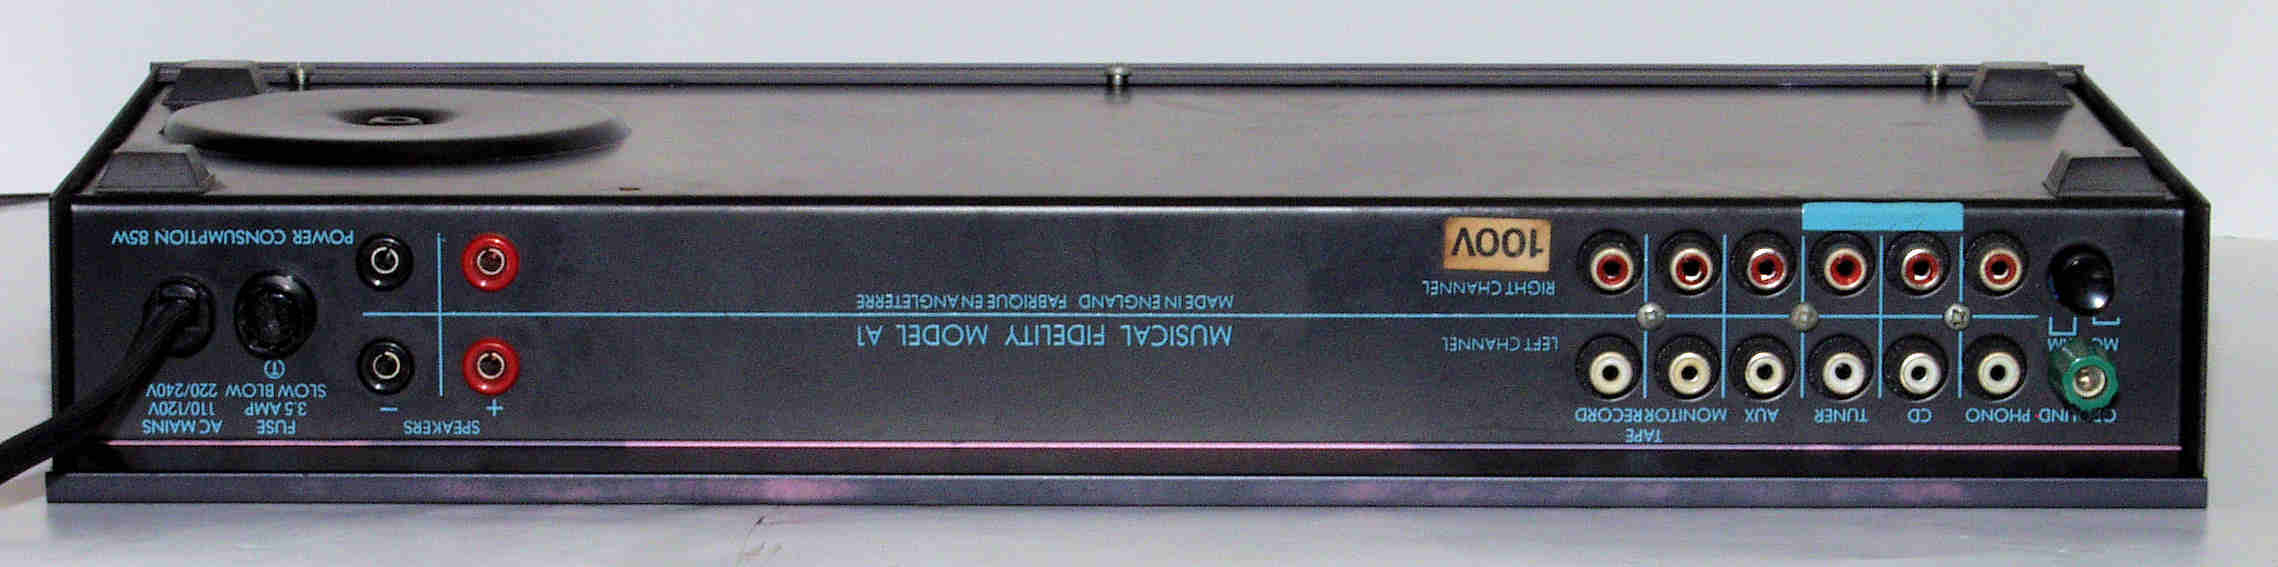 GROUND PHONO CD TUNER AUX MONITOR RECORD
TAPE
MC MM
LEFT CHANNEL
RIGHT CHANNEL
100V
MUSICAL FIDELITY MODEL A1
MADE IN ENGLAND FABRIQUE EN ANGLETERRE
SPEAKERS
+ −
FUSE
3.5 AMP
SLOW BLOW
T
AC MAINS
110/120V
220/240V
POWER CONSUMPTION 85W